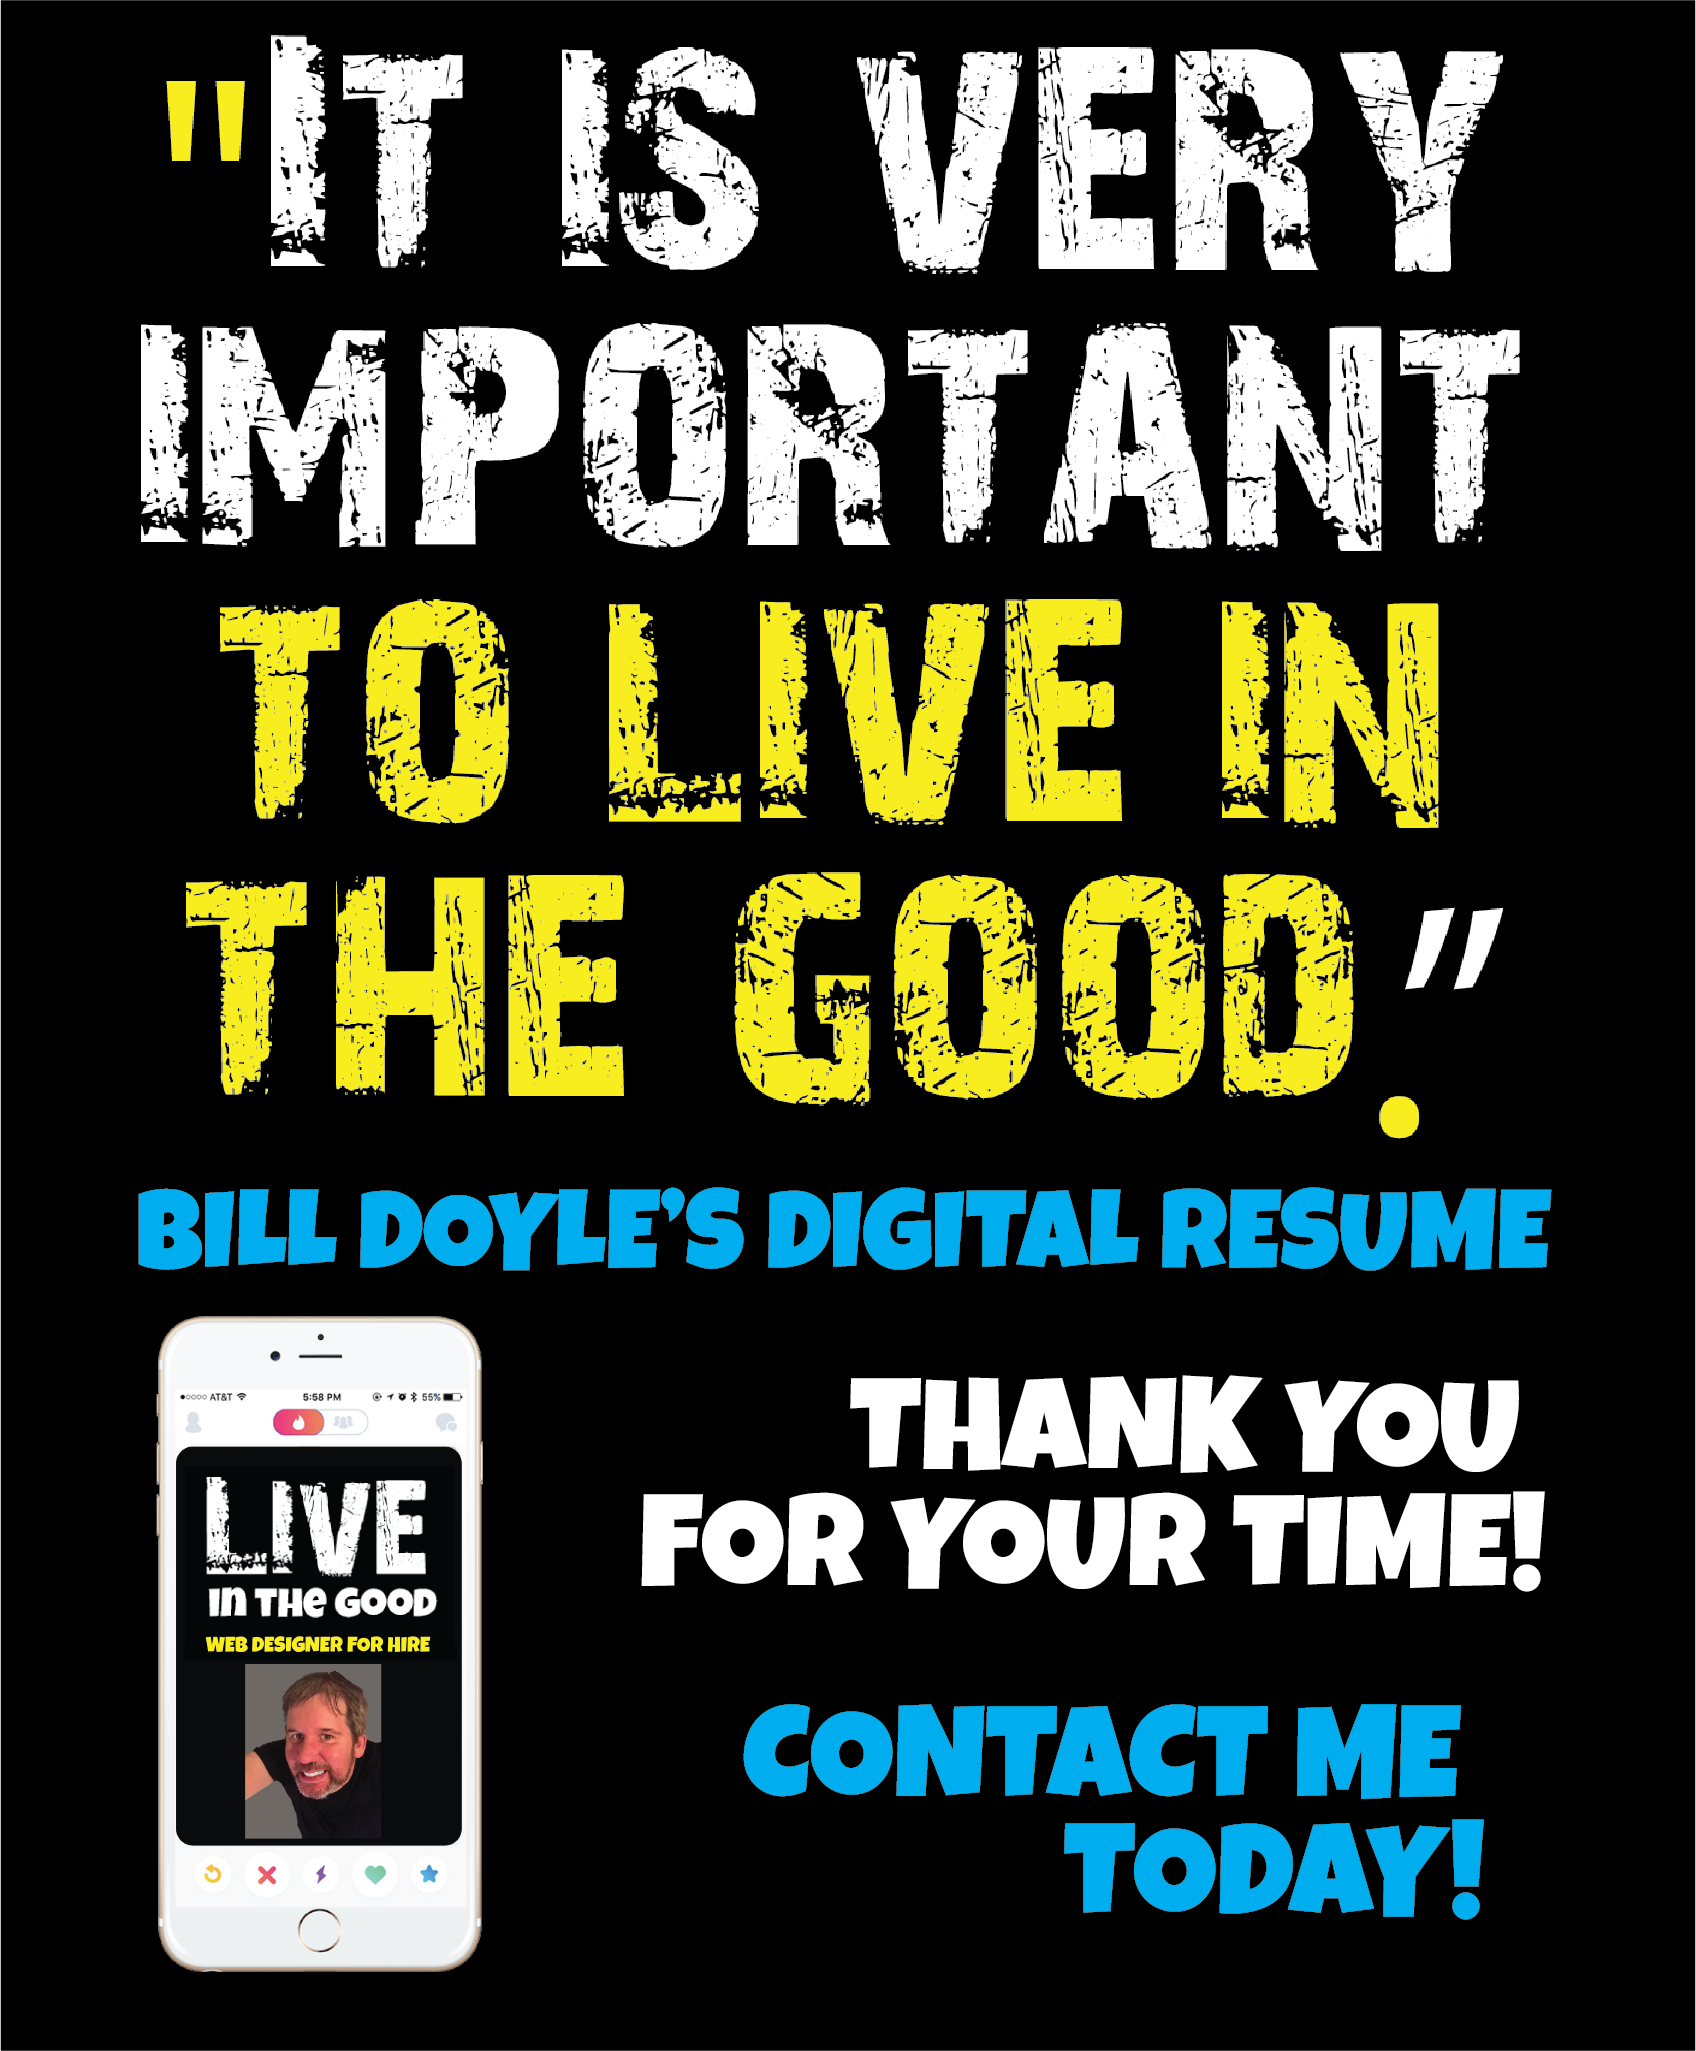 "IT IS VERY
IMPORTANT
TO LIVE IN
THE GOOD."
BILL DOYLE'S DIGITAL RESUME
AT&T 5:58 PM 55%
LIVE
in THe GOOD
WEB DESIGNER FOR HIRE
THANK YOU
FOR YOUR TIME!
CONTACT ME
TODAY!